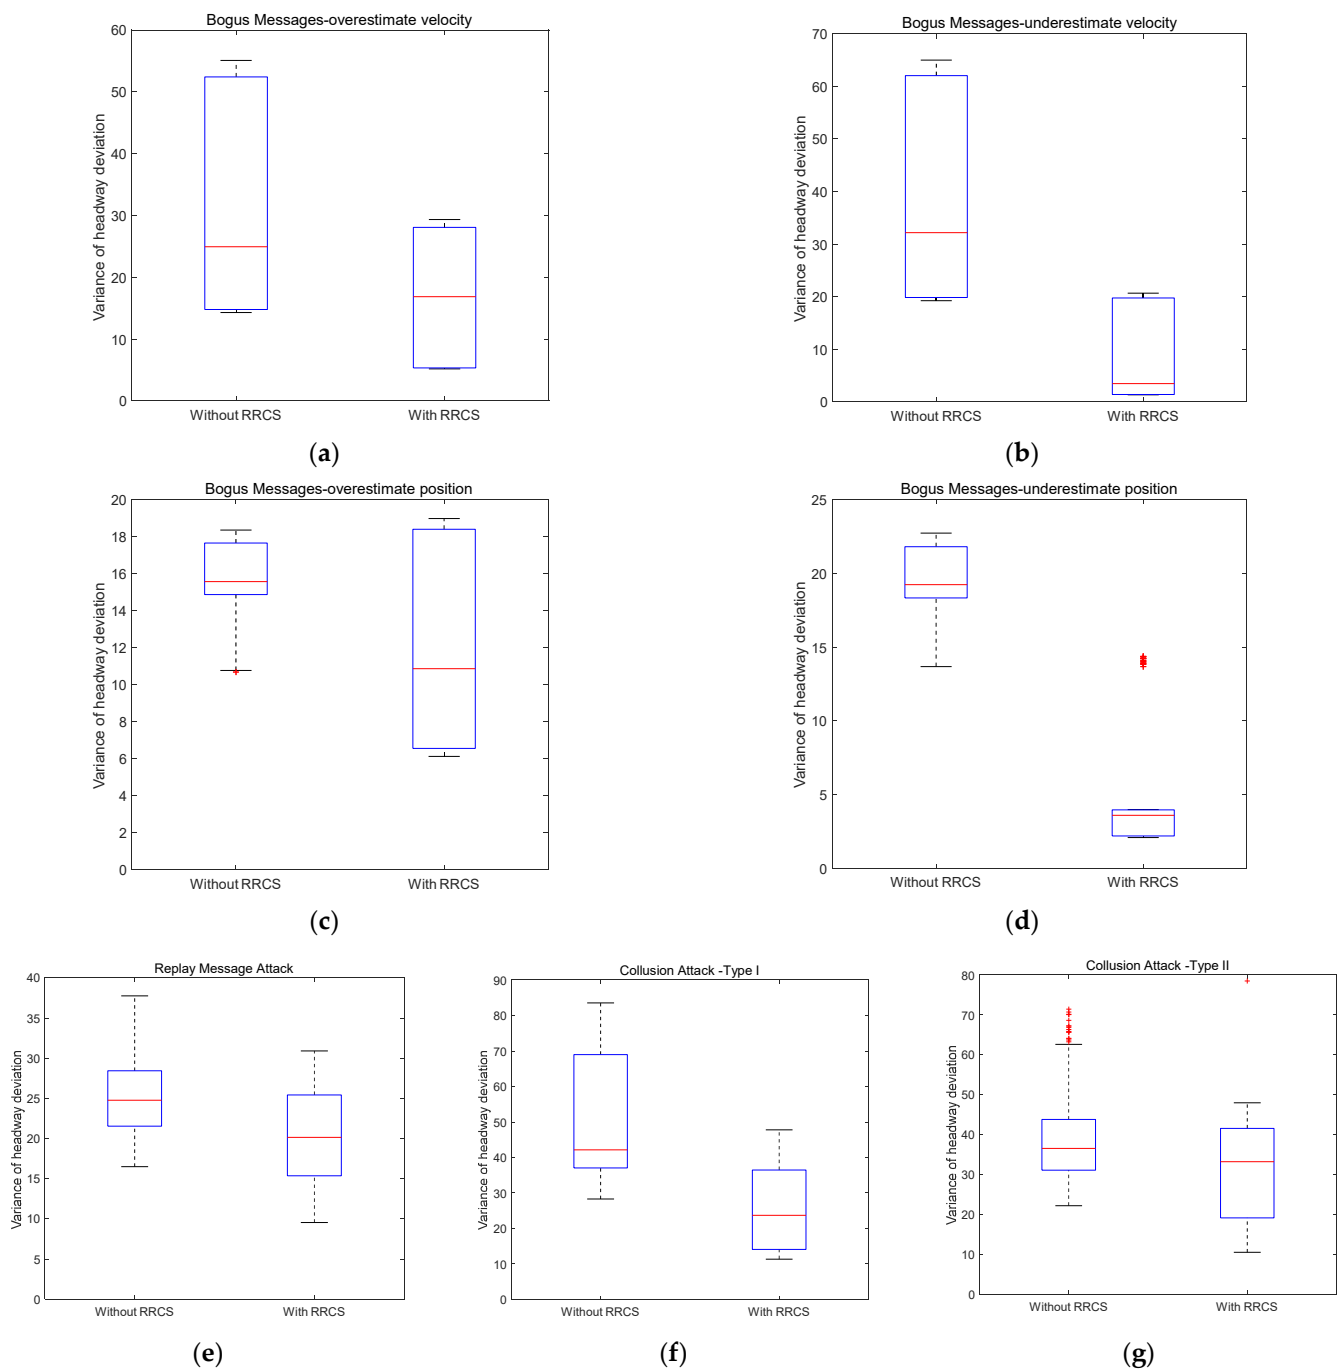 Bogus Messages-overestimate velocity
Variance of headway deviation
60
50
40
30
20
10
0
Without RRCS
With RRCS
(a)
Bogus Messages-underestimate velocity
Variance of headway deviation
70
60
50
40
30
20
10
0
Without RRCS
With RRCS
(b)
Bogus Messages-overestimate position
Variance of headway deviation
20
18
16
14
12
10
8
6
4
2
0
Without RRCS
With RRCS
(c)
Bogus Messages-underestimate position
Variance of headway deviation
25
20
15
10
5
0
Without RRCS
With RRCS
(d)
Replay Message Attack
Variance of headway deviation
40
35
30
25
20
15
10
5
0
Without RRCS
With RRCS
(e)
Collusion Attack -Type I
Variance of headway deviation
90
80
70
60
50
40
30
20
10
0
Without RRCS
With RRCS
(f)
Collusion Attack -Type II
Variance of headway deviation
80
70
60
50
40
30
20
10
0
Without RRCS
With RRCS
(g)